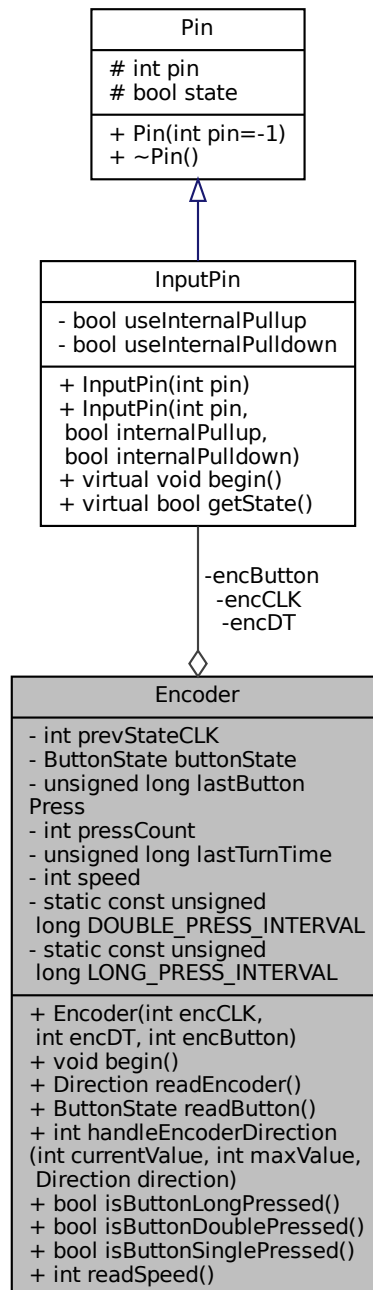 Pin
# int pin
# bool state
+ Pin(int pin=-1)
+ ~Pin()
InputPin
- bool useInternalPullup
- bool useInternalPulldown
+ InputPin(int pin)
+ InputPin(int pin,
bool internalPullup,
bool internalPulldown)
+ virtual void begin()
+ virtual bool getState()
-encButton
-encCLK
-encDT
Encoder
- int prevStateCLK
- ButtonState buttonState
- unsigned long lastButton
Press
- int pressCount
- unsigned long lastTurnTime
- int speed
- static const unsigned
long DOUBLE_PRESS_INTERVAL
- static const unsigned
long LONG_PRESS_INTERVAL
+ Encoder(int encCLK,
int encDT, int encButton)
+ void begin()
+ Direction readEncoder()
+ ButtonState readButton()
+ int handleEncoderDirection
(int currentValue, int maxValue,
Direction direction)
+ bool isButtonLongPressed()
+ bool isButtonDoublePressed()
+ bool isButtonSinglePressed()
+ int readSpeed()